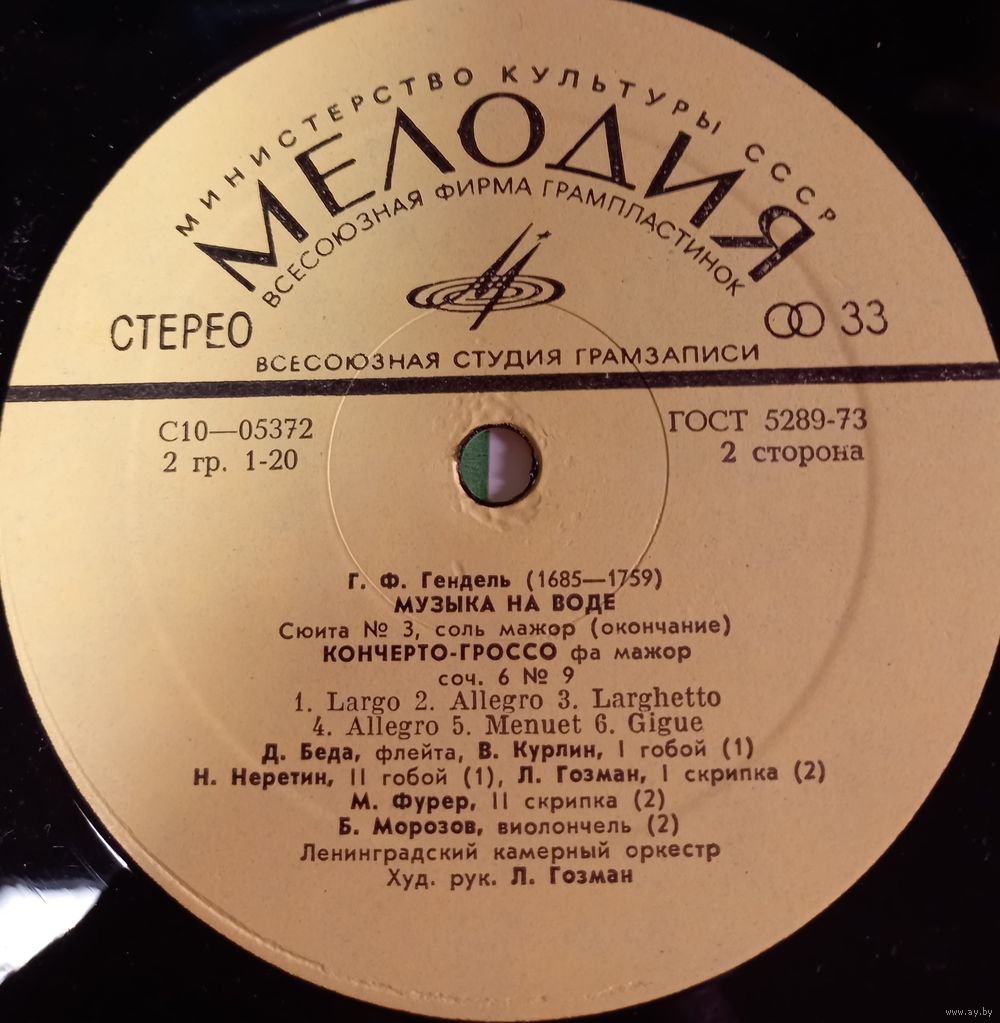 МИНИСТЕРСТВО КУЛЬТУРЫ СССР
МЕЛОДИЯ
ВСЕСОЮЗНАЯ ФИРМА ГРАМПЛАСТИНОК
СТЕРЕО
33
ВСЕСОЮЗНАЯ СТУДИЯ ГРАМЗАПИСИ
С10—05372
ГОСТ 5289-73
2 гр. 1-20
2 сторона
Г. Ф. Гендель (1685—1759)
МУЗЫКА НА ВОДЕ
Сюита № 3, соль мажор (окончание)
КОНЧЕРТО-ГРОССО фа мажор
соч. 6 № 9
1. Largo 2. Allegro 3. Larghetto
4. Allegro 5. Menuet 6. Gigue
Д. Беда, флейта, В. Курлин, I гобой (1)
Н. Неретин, II гобой (1), Л. Гозман, I скрипка (2)
М. Фурер, II скрипка (2)
Б. Морозов, виолончель (2)
Ленинградский камерный оркестр
Худ. рук. Л. Гозман
www.ay.by